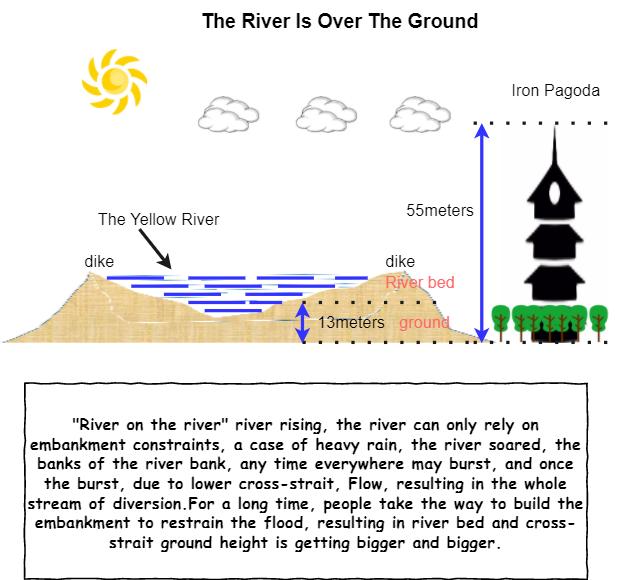 The River Is Over The Ground
Iron Pagoda
55meters
The Yellow River
dike
dike
River bed
13meters
ground
"River on the river" river rising, the river can only rely on
embankment constraints, a case of heavy rain, the river soared, the
banks of the river bank, any time everywhere may burst, and once
the burst, due to lower cross-strait, Flow, resulting in the whole
stream of diversion.For a long time, people take the way to build the
embankment to restrain the flood, resulting in river bed and cross-
strait ground height is getting bigger and bigger.